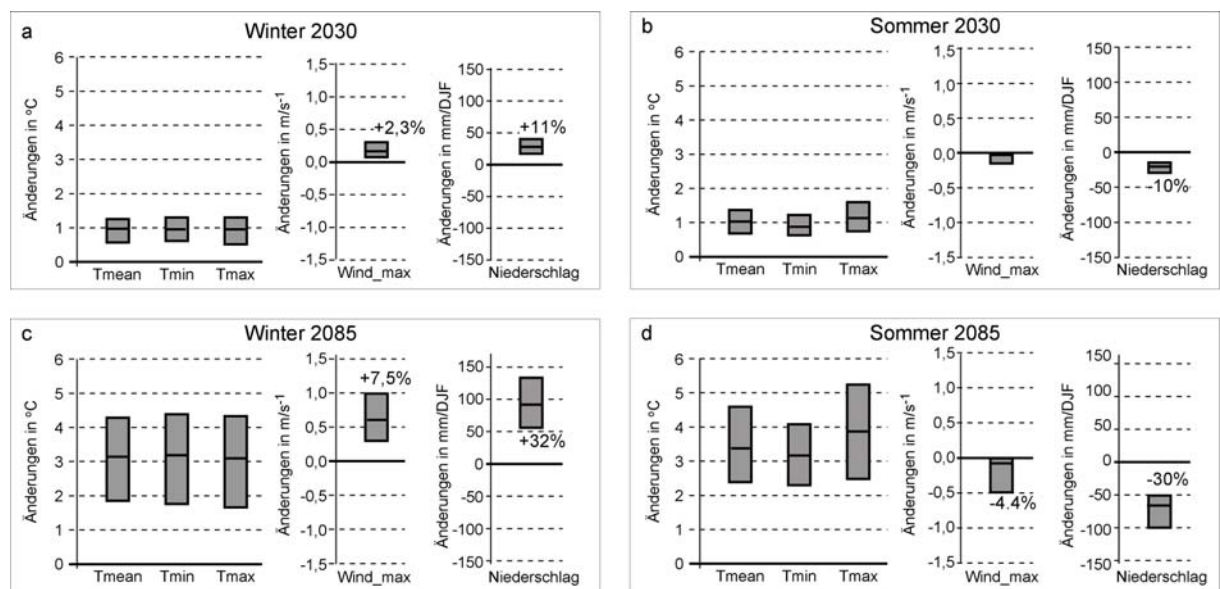 a
Winter 2030
Änderungen in °C
6
5
4
3
2
1
0
Tmean Tmin Tmax
Änderungen in m/s-1
1,5
1,0
0,5
0,0
-0,5
-1,0
-1,5
+2,3%
Wind_max
Änderungen in mm/DJF
150
100
50
0
-50
-100
-150
+11%
Niederschlag
b
Sommer 2030
Änderungen in °C
6
5
4
3
2
1
0
Tmean Tmin Tmax
Änderungen in m/s-1
1,5
1,0
0,5
0,0
-0,5
-1,0
-1,5
Wind_max
Änderungen in mm/DJF
150
100
50
0
-50
-100
-150
-10%
Niederschlag
c
Winter 2085
Änderungen in °C
6
5
4
3
2
1
0
Tmean Tmin Tmax
Änderungen in m/s-1
1,5
1,0
0,5
0,0
-0,5
-1,0
-1,5
+7,5%
Wind_max
Änderungen in mm/DJF
150
100
50
0
-50
-100
-150
+32%
Niederschlag
d
Sommer 2085
Änderungen in °C
6
5
4
3
2
1
0
Tmean Tmin Tmax
Änderungen in m/s-1
1,5
1,0
0,5
0,0
-0,5
-1,0
-1,5
-4.4%
Wind_max
Änderungen in mm/DJF
150
100
50
0
-50
-100
-150
-30%
Niederschlag